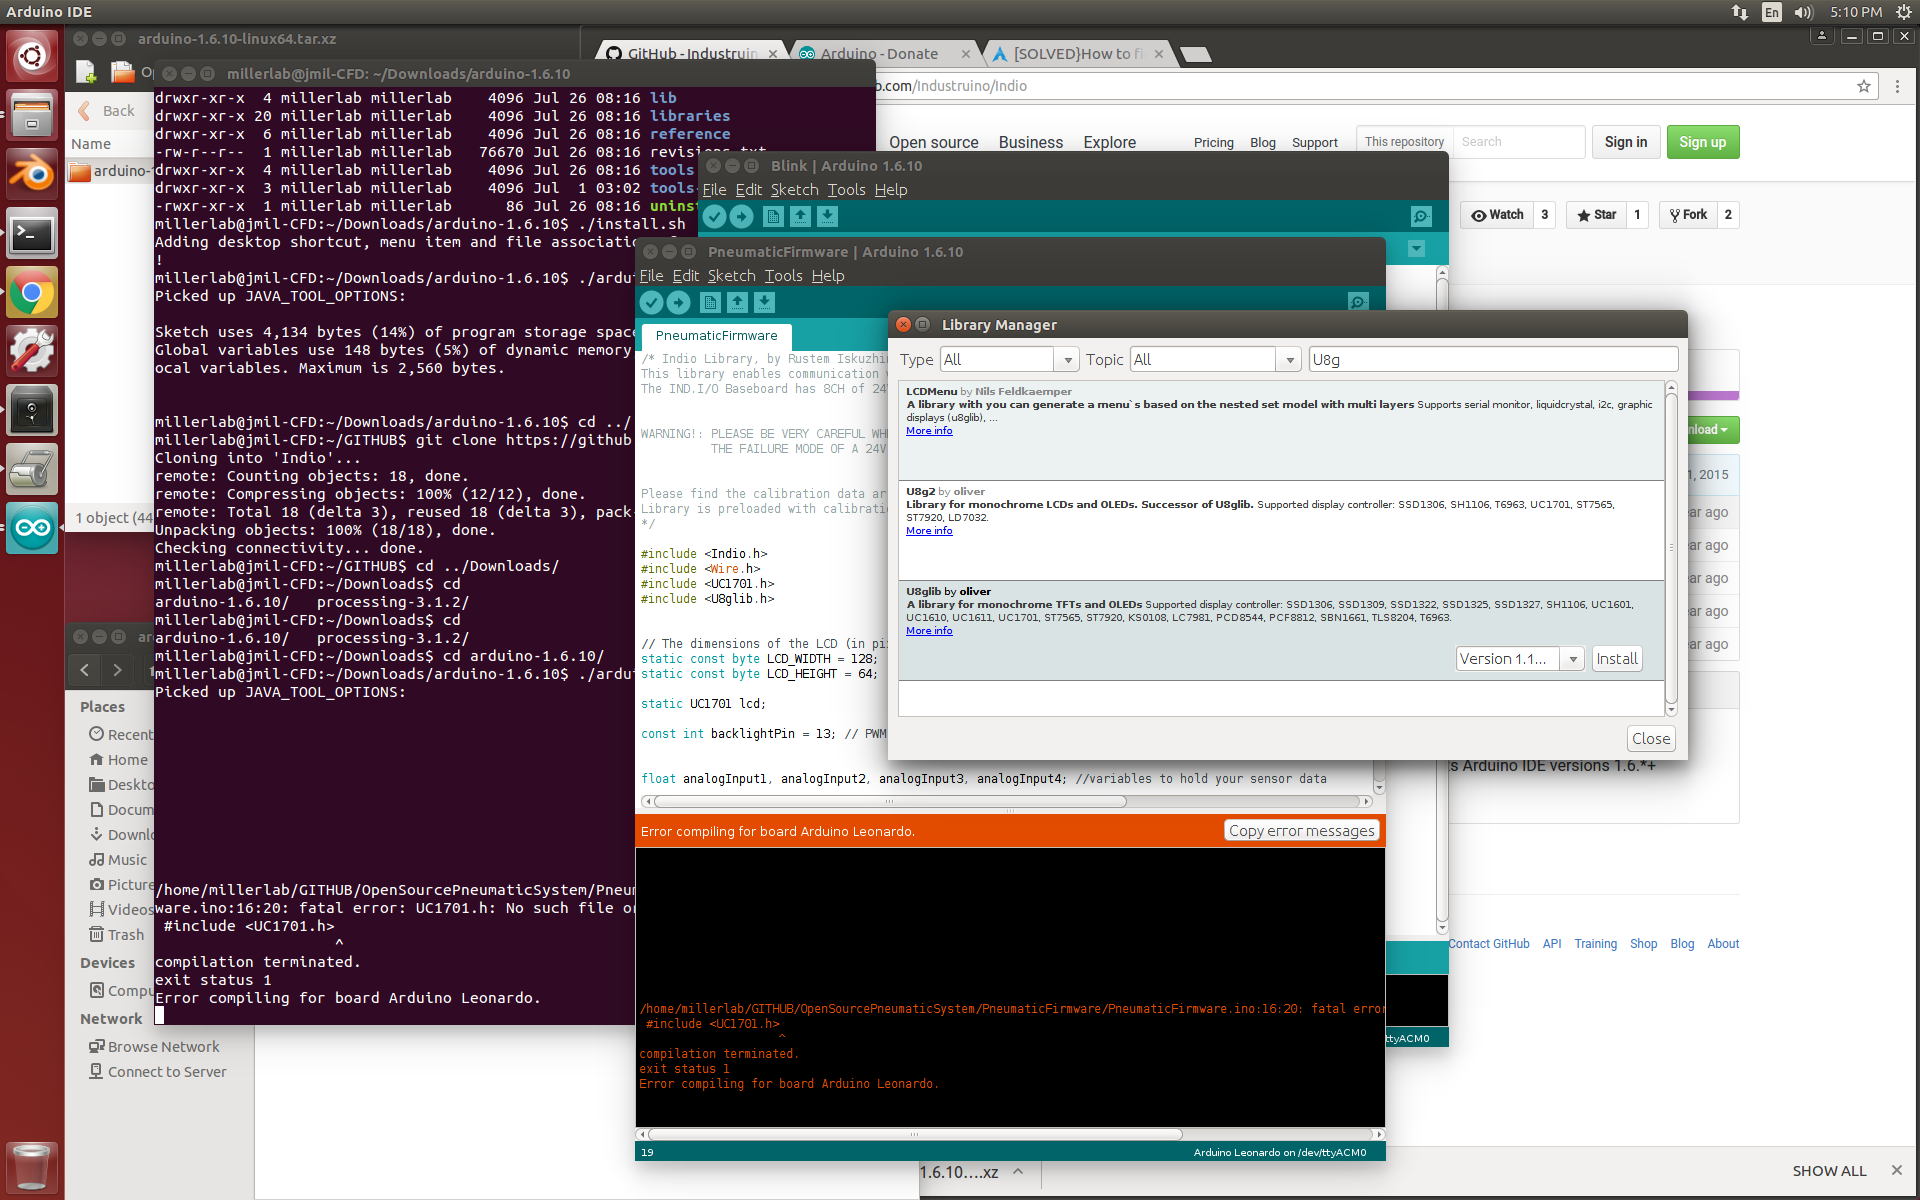 Arduino IDE
En
5:10 PM
arduino-1.6.10-linux64.tar.xz
Back
Name
arduino-1
1 object (44
GitHub - Industruin
Arduino - Donate
[SOLVED}How to fi
b.com/Industruino/Indio
Open source Business Explore
Pricing Blog Support
This repository
Search
Sign in
Sign up
Watch 3
Star 1
Fork 2
millerlab@jmil-CFD: ~/Downloads/arduino-1.6.10
drwxr-xr-x  4 millerlab millerlab    4096 Jul 26 08:16 lib
drwxr-xr-x 20 millerlab millerlab    4096 Jul 26 08:16 libraries
drwxr-xr-x  6 millerlab millerlab    4096 Jul 26 08:16 reference
-rw-r--r--  1 millerlab millerlab   76670 Jul 26 08:16 revisions.txt
drwxr-xr-x  4 millerlab millerlab    4096 Jul 26 08:16 tools
drwxr-xr-x  3 millerlab millerlab    4096 Jul  1 03:02 tools-
-rwxr-xr-x  1 millerlab millerlab      86 Jul 26 08:16 uninst
millerlab@jmil-CFD:~/Downloads/arduino-1.6.10$ ./install.sh
Adding desktop shortcut, menu item and file associatio
!
millerlab@jmil-CFD:~/Downloads/arduino-1.6.10$ ./ardui
Picked up JAVA_TOOL_OPTIONS:
Sketch uses 4,134 bytes (14%) of program storage space
Global variables use 148 bytes (5%) of dynamic memory
ocal variables. Maximum is 2,560 bytes.
millerlab@jmil-CFD:~/Downloads/arduino-1.6.10$ cd ../
millerlab@jmil-CFD:~/GITHUB$ git clone https://github
Cloning into 'Indio'...
remote: Counting objects: 18, done.
remote: Compressing objects: 100% (12/12), done.
remote: Total 18 (delta 3), reused 18 (delta 3), pack-
Unpacking objects: 100% (18/18), done.
Checking connectivity... done.
millerlab@jmil-CFD:~/GITHUB$ cd ../Downloads/
millerlab@jmil-CFD:~/Downloads$ cd
arduino-1.6.10/   processing-3.1.2/
millerlab@jmil-CFD:~/Downloads$ cd
arduino-1.6.10/   processing-3.1.2/
millerlab@jmil-CFD:~/Downloads$ cd arduino-1.6.10/
millerlab@jmil-CFD:~/Downloads/arduino-1.6.10$ ./ardui
Picked up JAVA_TOOL_OPTIONS:
/home/millerlab/GITHUB/OpenSourcePneumaticSystem/Pneum
ware.ino:16:20: fatal error: UC1701.h: No such file or
#include <UC1701.h>
^
compilation terminated.
exit status 1
Error compiling for board Arduino Leonardo.
Places
Recent
Home
Deskto
Docum
Downlo
Music
Picture
Videos
Trash
Devices
Compu
Network
Browse Network
Connect to Server
Blink | Arduino 1.6.10
File Edit Sketch Tools Help
PneumaticFirmware | Arduino 1.6.10
File Edit Sketch Tools Help
PneumaticFirmware
/* Indio Library, by Rustem Iskuzhin
This library enables communication w
The IND.I/O Baseboard has 8CH of 24V
WARNING!: PLEASE BE VERY CAREFUL WHE
THE FAILURE MODE OF A 24V
Please find the calibration data ar
Library is preloaded with calibratio
*/
#include <Indio.h>
#include <Wire.h>
#include <UC1701.h>
#include <U8glib.h>
// The dimensions of the LCD (in pi
static const byte LCD_WIDTH = 128;
static const byte LCD_HEIGHT = 64;
static UC1701 lcd;
const int backlightPin = 13; // PWM
float analogInput1, analogInput2, analogInput3, analogInput4; //variables to hold your sensor data
Error compiling for board Arduino Leonardo.
Copy error messages
/home/millerlab/GITHUB/OpenSourcePneumaticSystem/PneumaticFirmware/PneumaticFirmware.ino:16:20: fatal error
#include <UC1701.h>
^
compilation terminated.
exit status 1
Error compiling for board Arduino Leonardo.
19
Arduino Leonardo on /dev/ttyACM0
Library Manager
Type All Topic All U8g
LCDMenu by Nils Feldkaemper
A library with you can generate a menu`s based on the nested set model with multi layers Supports serial monitor, liquidcrystal, i2c, graphic
displays (u8glib), ...
More info
U8g2 by oliver
Library for monochrome LCDs and OLEDs. Successor of U8glib. Supported display controller: SSD1306, SH1106, T6963, UC1701, ST7565,
ST7920, LD7032.
More info
U8glib by oliver
A library for monochrome TFTs and OLEDs Supported display controller: SSD1306, SSD1309, SSD1322, SSD1325, SSD1327, SH1106, UC1601,
UC1610, UC1611, UC1701, ST7565, ST7920, KS0108, LC7981, PCD8544, PCF8812, SBN1661, TLS8204, T6963.
More info
Version 1.1...
Install
Close
nload
1, 2015
ear ago
ear ago
ear ago
ear ago
ear ago
s Arduino IDE versions 1.6.*+
Contact GitHub API Training Shop Blog About
ttyACM0
1.6.10....xz
SHOW ALL